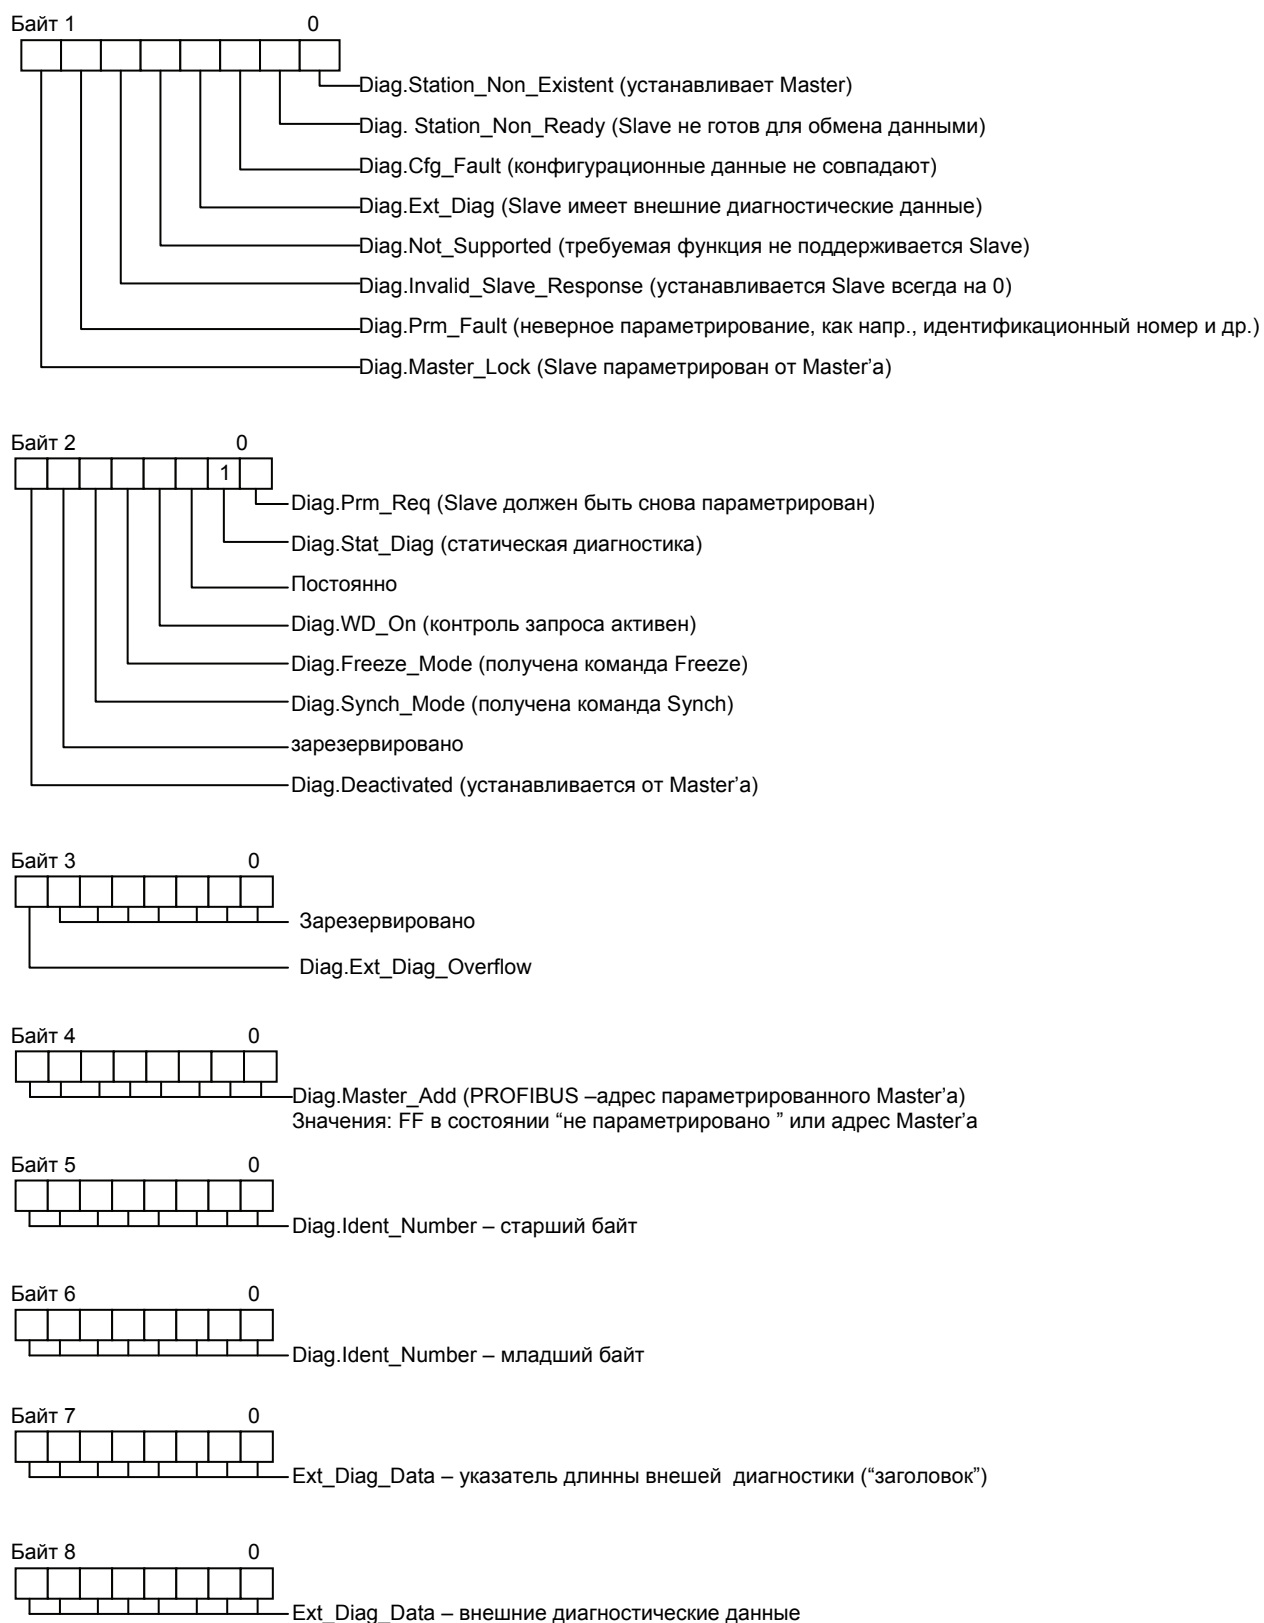 Байт 1 0
Diag.Station_Non_Existent (устанавливает Master)
Diag. Station_Non_Ready (Slave не готов для обмена данными)
Diag.Cfg_Fault (конфигурационные данные не совпадают)
Diag.Ext_Diag (Slave имеет внешние диагностические данные)
Diag.Not_Supported (требуемая функция не поддерживается Slave)
Diag.Invalid_Slave_Response (устанавливается Slave всегда на 0)
Diag.Prm_Fault (неверное параметрирование, как напр., идентификационный номер и др.)
Diag.Master_Lock (Slave параметрирован от Master’а)
Байт 2 0
1
Diag.Prm_Req (Slave должен быть снова параметрирован)
Diag.Stat_Diag (статическая диагностика)
Постоянно
Diag.WD_On (контроль запроса активен)
Diag.Freeze_Mode (получена команда Freeze)
Diag.Synch_Mode (получена команда Synch)
зарезервировано
Diag.Deactivated (устанавливается от Master’а)
Байт 3 0
Зарезервировано
Diag.Ext_Diag_Overflow
Байт 4 0
Diag.Master_Add (PROFIBUS –адрес параметрированного Master’а)
Значения: FF в состоянии “не параметрировано ” или адрес Master’а
Байт 5 0
Diag.Ident_Number – старший байт
Байт 6 0
Diag.Ident_Number – младший байт
Байт 7 0
Ext_Diag_Data – указатель длинны внешей диагностики (“заголовок”)
Байт 8 0
Ext_Diag_Data – внешние диагностические данные